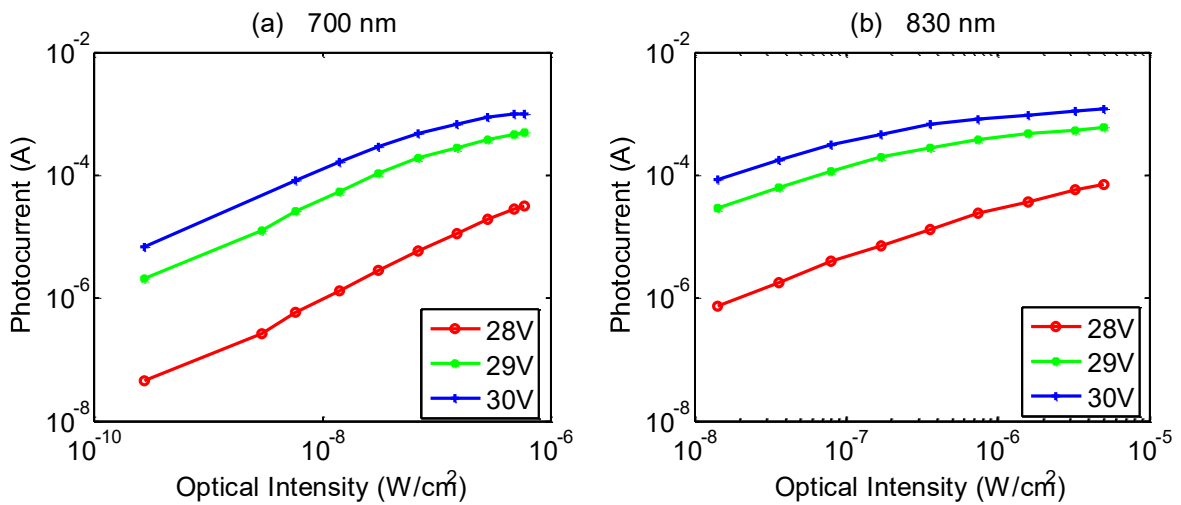 (a) 700 nm
10^-2
10^-4
10^-6
10^-8
Photocurrent (A)
28V
29V
30V
10^-10
10^-8
10^-6
Optical Intensity (W/cm^2)
(b) 830 nm
10^-2
10^-4
10^-6
10^-8
Photocurrent (A)
28V
29V
30V
10^-8
10^-7
10^-6
10^-5
Optical Intensity (W/cm^2)